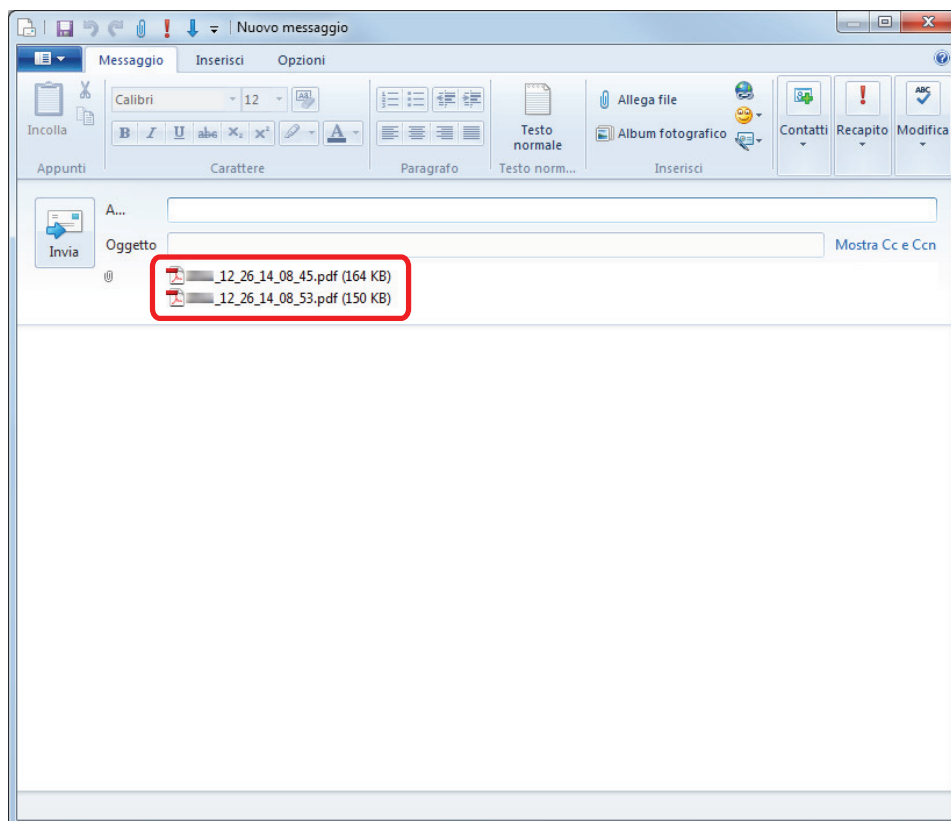 Nuovo messaggio
Messaggio Inserisci Opzioni
Incolla
Calibri 12
Testo normale
Allega file
Album fotografico
Contatti Recapito Modifica
ABC
Appunti Carattere Paragrafo Testo norm... Inserisci
Invia
A...
Oggetto Mostra Cc e Ccn
_12_26_14_08_45.pdf (164 KB)
_12_26_14_08_53.pdf (150 KB)